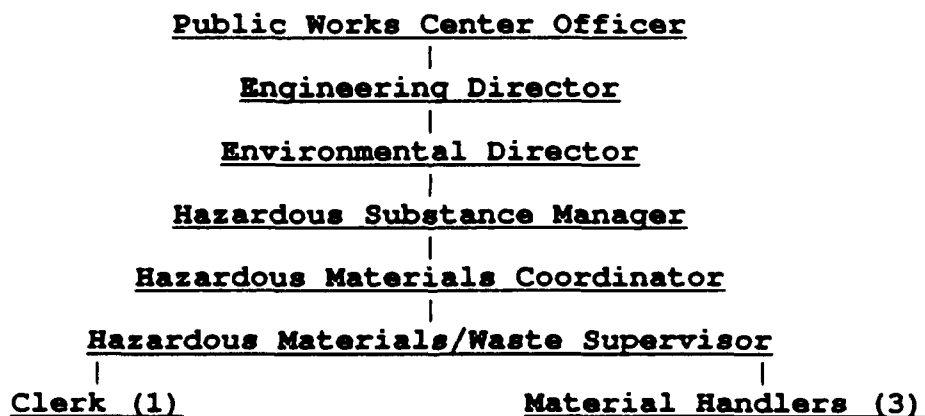 Public Works Center Officer
Engineering Director
Environmental Director
Hazardous Substance Manager
Hazardous Materials Coordinator
Hazardous Materials/Waste Supervisor
Clerk (1) Material Handlers (3)